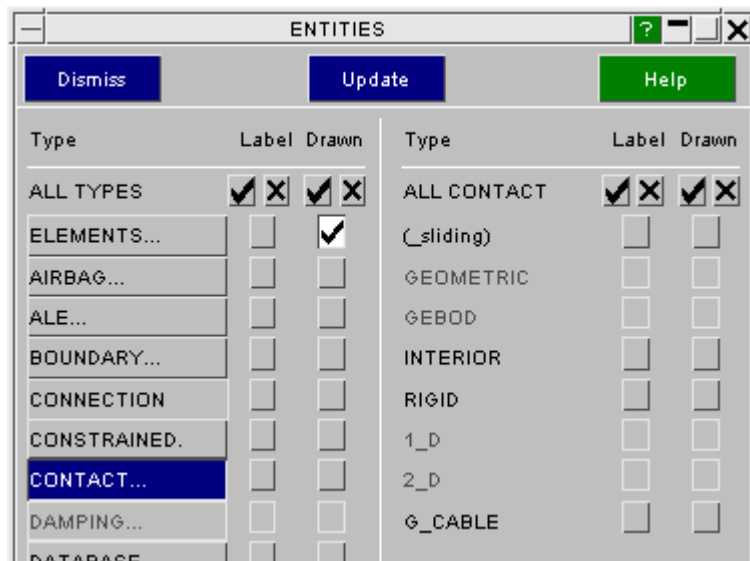 ENTITIES ?
Dismiss Update Help
Type Label Drawn Type Label Drawn
ALL TYPES ALL CONTACT
ELEMENTS... (_sliding)
AIRBAG... GEOMETRIC
ALE... GEBOD
BOUNDARY... INTERIOR
CONNECTION RIGID
CONSTRAINED. 1_D
CONTACT... 2_D
DAMPING... G_CABLE
DATABASE